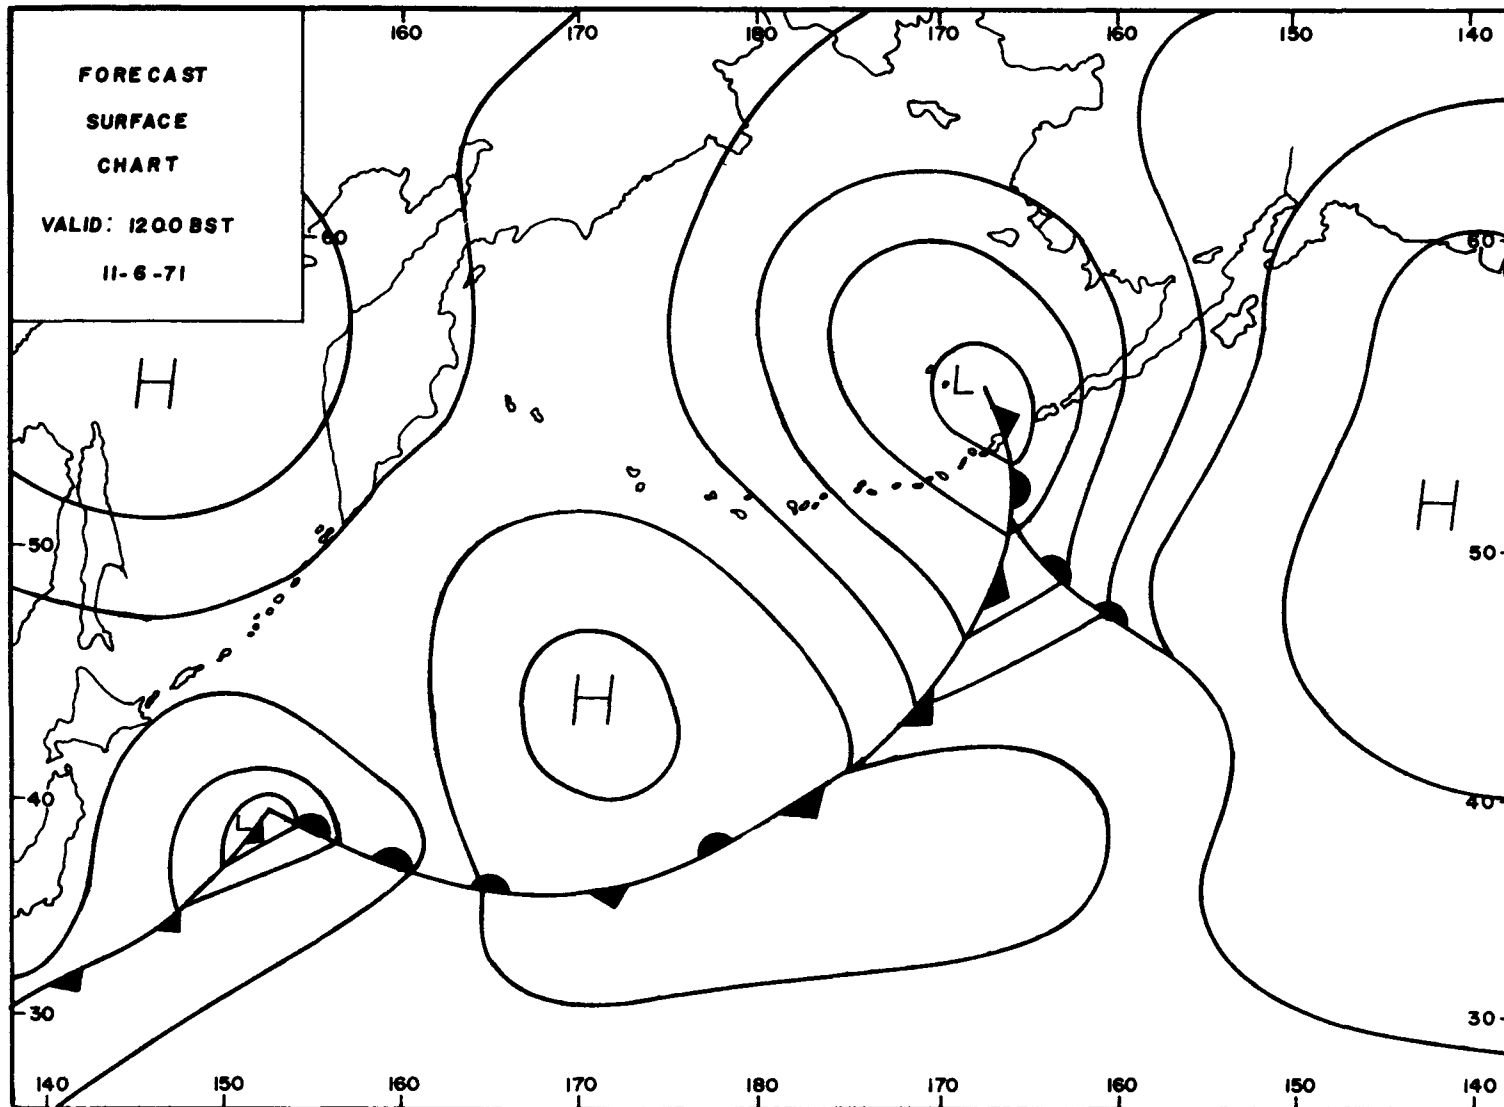 160 170 180 170 160 150 140
FORECAST
SURFACE
CHART
VALID: 1200 BST
11-6-71
60 60
H
L
H
50 50
H
L
40 40
30 30
140 150 160 170 180 170 160 150 140